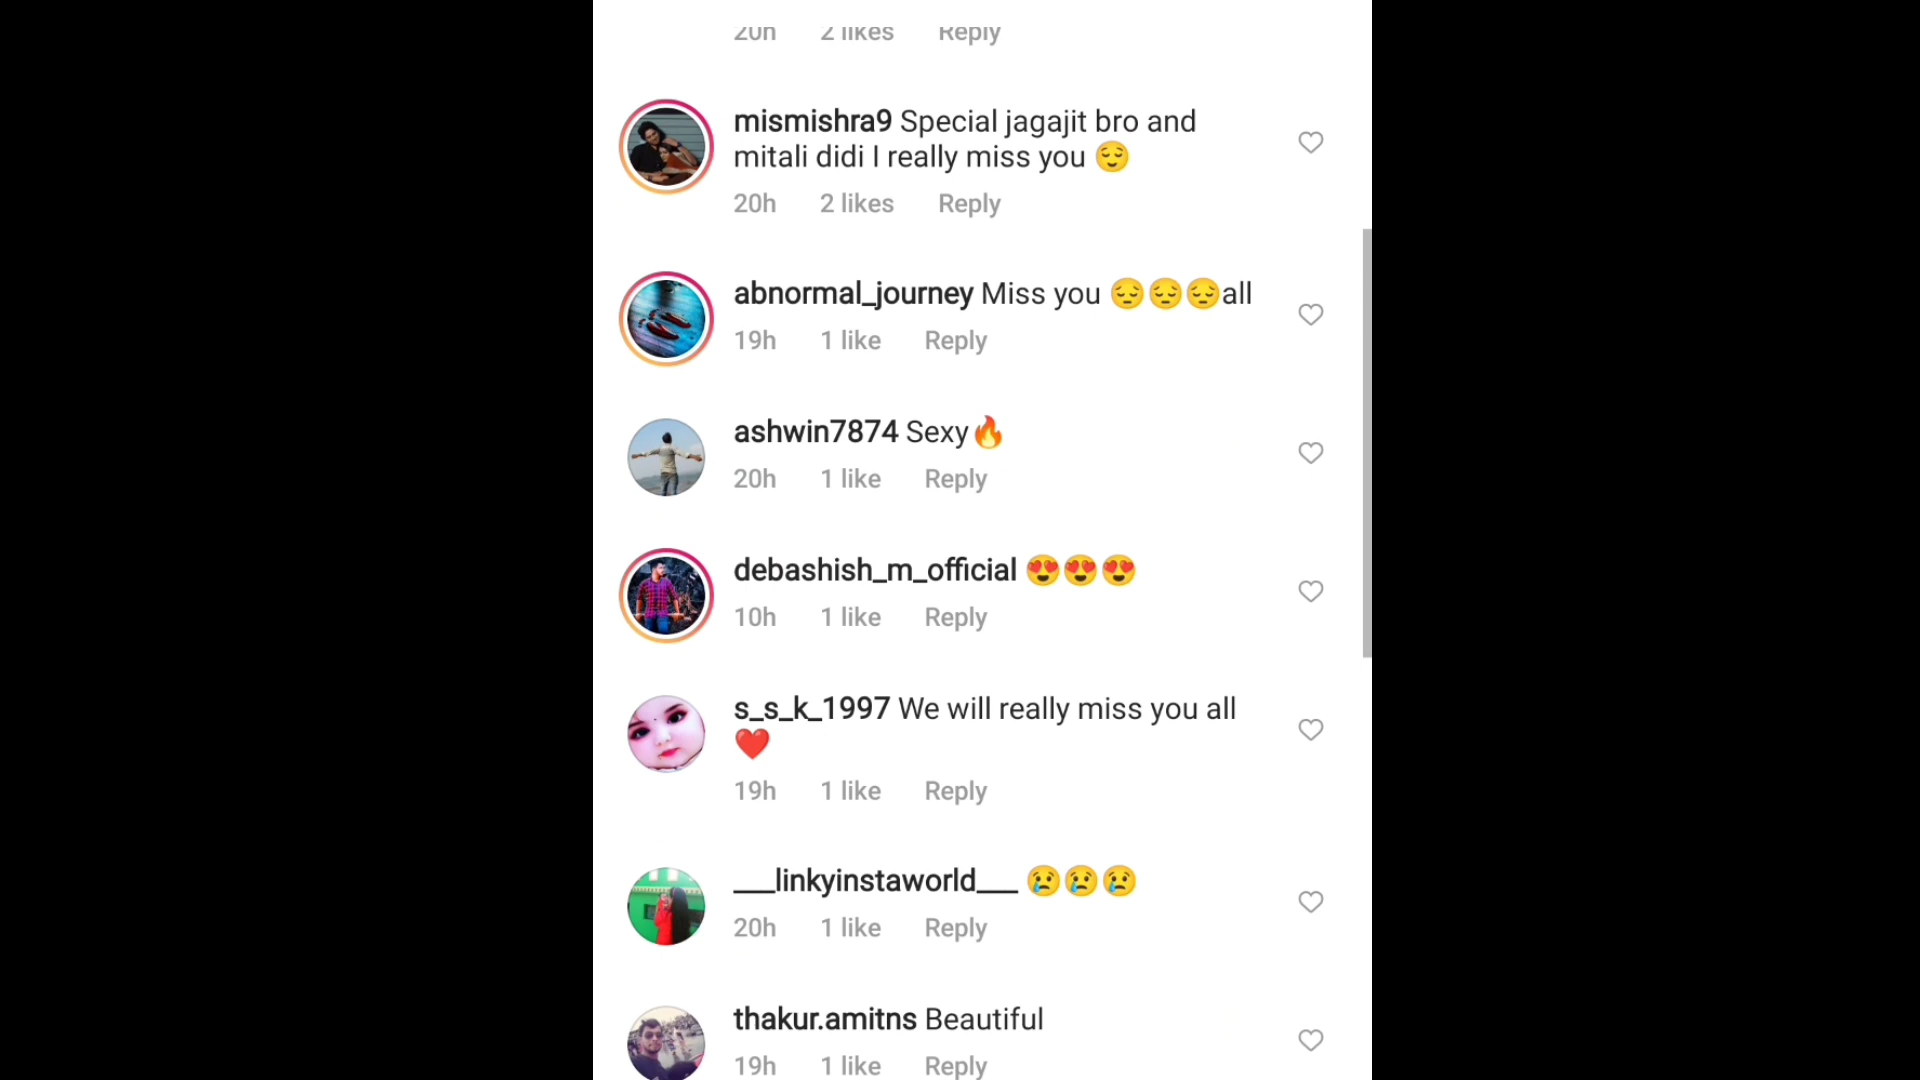 20h 2 likes Reply
mismishra9 Special jagajit bro and
mitali didi I really miss you 😌
20h 2 likes Reply
abnormal_journey Miss you 😔😔😔all
19h 1 like Reply
ashwin7874 Sexy🔥
20h 1 like Reply
debashish_m_official 😍😍😍
10h 1 like Reply
s_s_k_1997 We will really miss you all
❤️
19h 1 like Reply
___linkyinstaworld___ 😢😢😢
20h 1 like Reply
thakur.amitns Beautiful
19h 1 like Reply